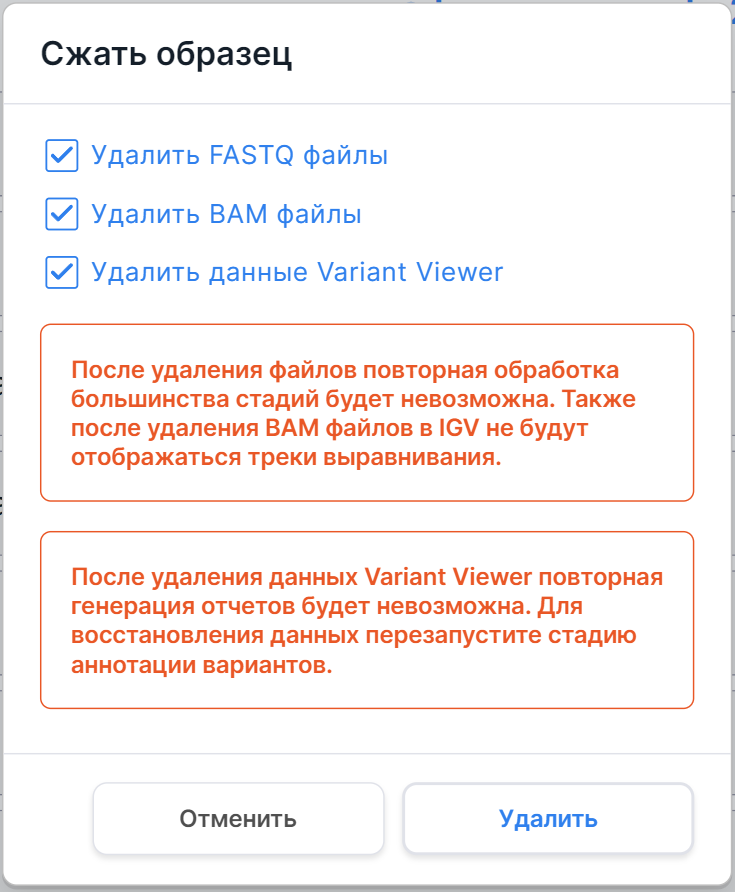 Сжать образец
Удалить FASTQ файлы
Удалить BAM файлы
Удалить данные Variant Viewer
После удаления файлов повторная обработка
большинства стадий будет невозможна. Также
после удаления BAM файлов в IGV не будут
отображаться треки выравнивания.
После удаления данных Variant Viewer повторная
генерация отчетов будет невозможна. Для
восстановления данных перезапустите стадию
аннотации вариантов.
Отменить
Удалить